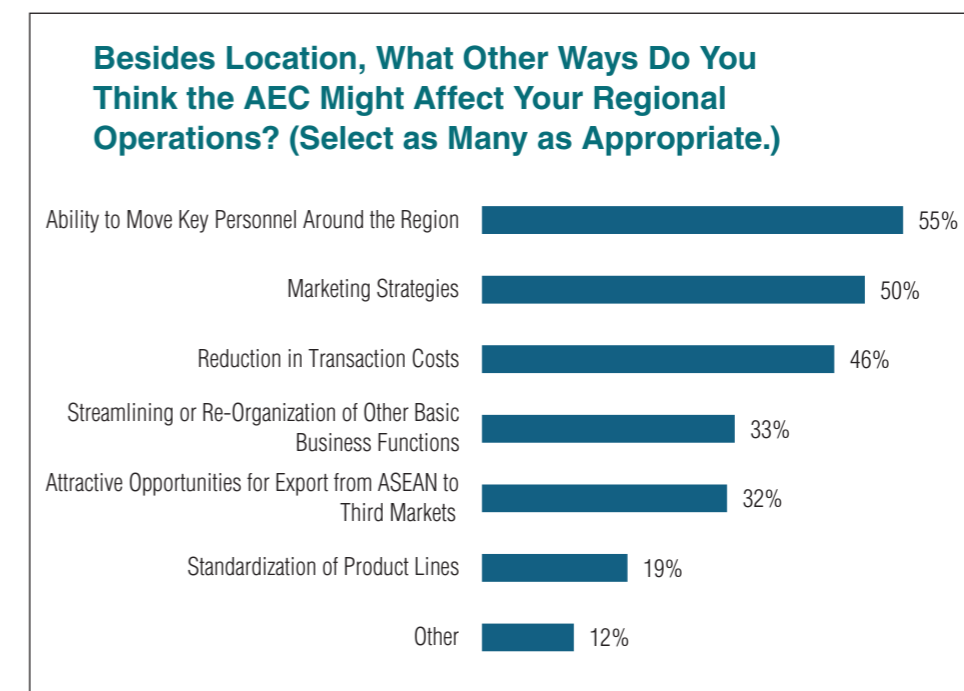 Besides Location, What Other Ways Do You
Think the AEC Might Affect Your Regional
Operations? (Select as Many as Appropriate.)
Ability to Move Key Personnel Around the Region 55%
Marketing Strategies 50%
Reduction in Transaction Costs 46%
Streamlining or Re-Organization of Other Basic
Business Functions 33%
Attractive Opportunities for Export from ASEAN to
Third Markets 32%
Standardization of Product Lines 19%
Other 12%